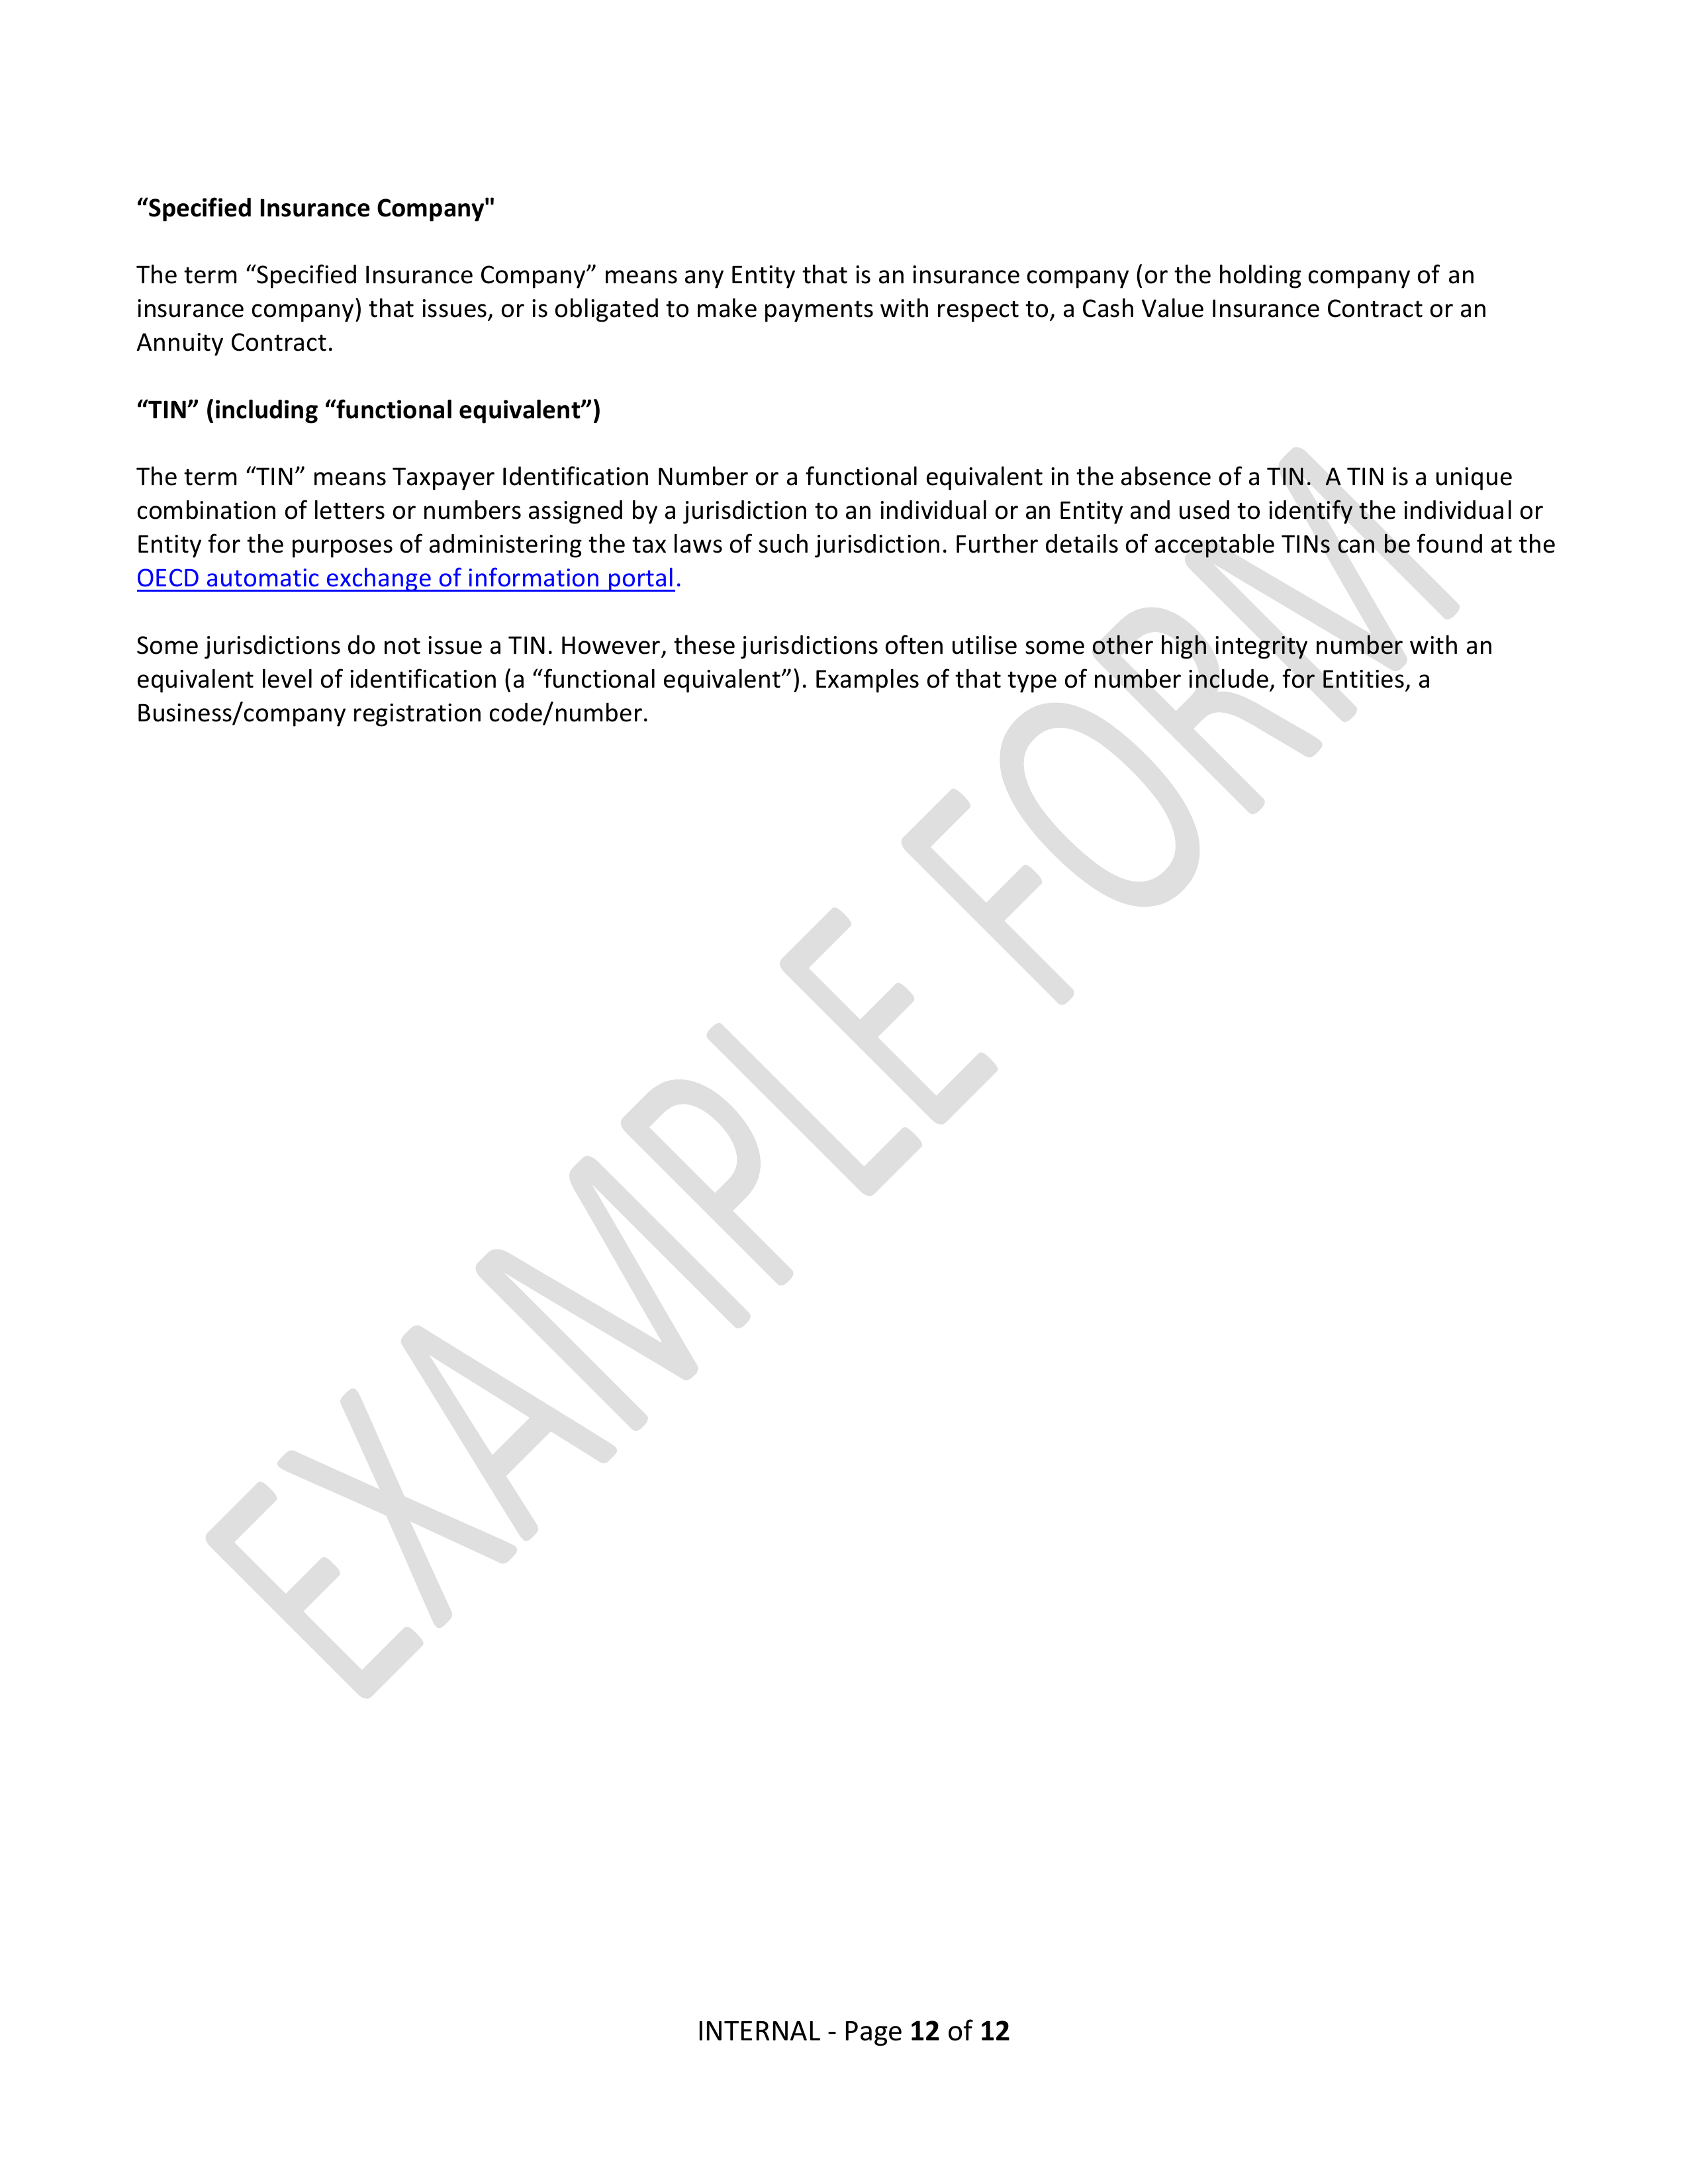 “Specified Insurance Company"
The term “Specified Insurance Company” means any Entity that is an insurance company (or the holding company of an
insurance company) that issues, or is obligated to make payments with respect to, a Cash Value Insurance Contract or an
Annuity Contract.
“TIN” (including “functional equivalent”)
The term “TIN” means Taxpayer Identification Number or a functional equivalent in the absence of a TIN.  A TIN is a unique
combination of letters or numbers assigned by a jurisdiction to an individual or an Entity and used to identify the individual or
Entity for the purposes of administering the tax laws of such jurisdiction. Further details of acceptable TINs can be found at the
OECD automatic exchange of information portal.
Some jurisdictions do not issue a TIN. However, these jurisdictions often utilise some other high integrity number with an
equivalent level of identification (a “functional equivalent”). Examples of that type of number include, for Entities, a
Business/company registration code/number.
EXAMPLE FORM
INTERNAL - Page 12 of 12